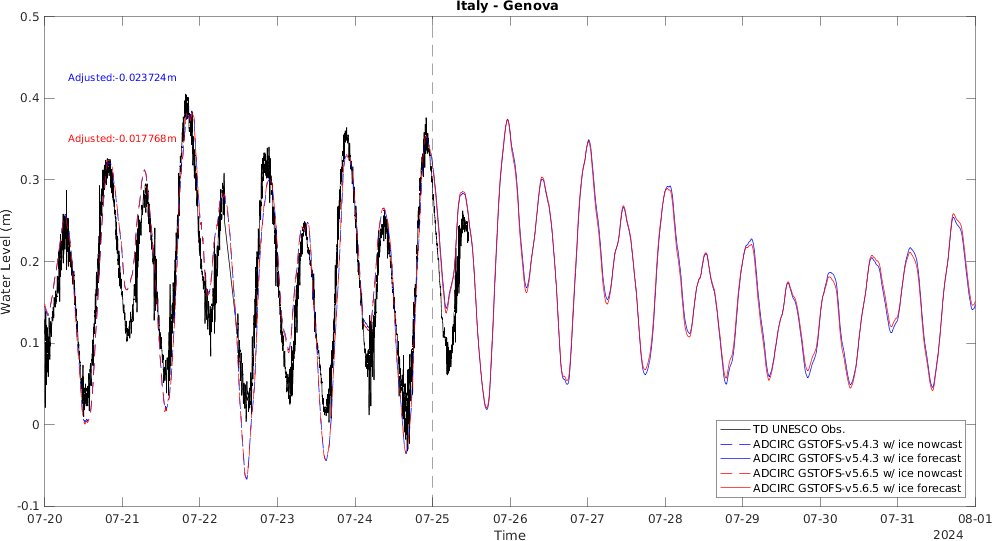 Italy - Genova
0.5
Adjusted:-0.023724m
0.4
Adjusted:-0.017768m
0.3
0.2
0.1
0
-0.1
Water Level (m)
TD UNESCO Obs.
ADCIRC GSTOFS-v5.4.3 w/ ice nowcast
ADCIRC GSTOFS-v5.4.3 w/ ice forecast
ADCIRC GSTOFS-v5.6.5 w/ ice nowcast
ADCIRC GSTOFS-v5.6.5 w/ ice forecast
07-20 07-21 07-22 07-23 07-24 07-25 07-26 07-27 07-28 07-29 07-30 07-31 08-01
Time
2024